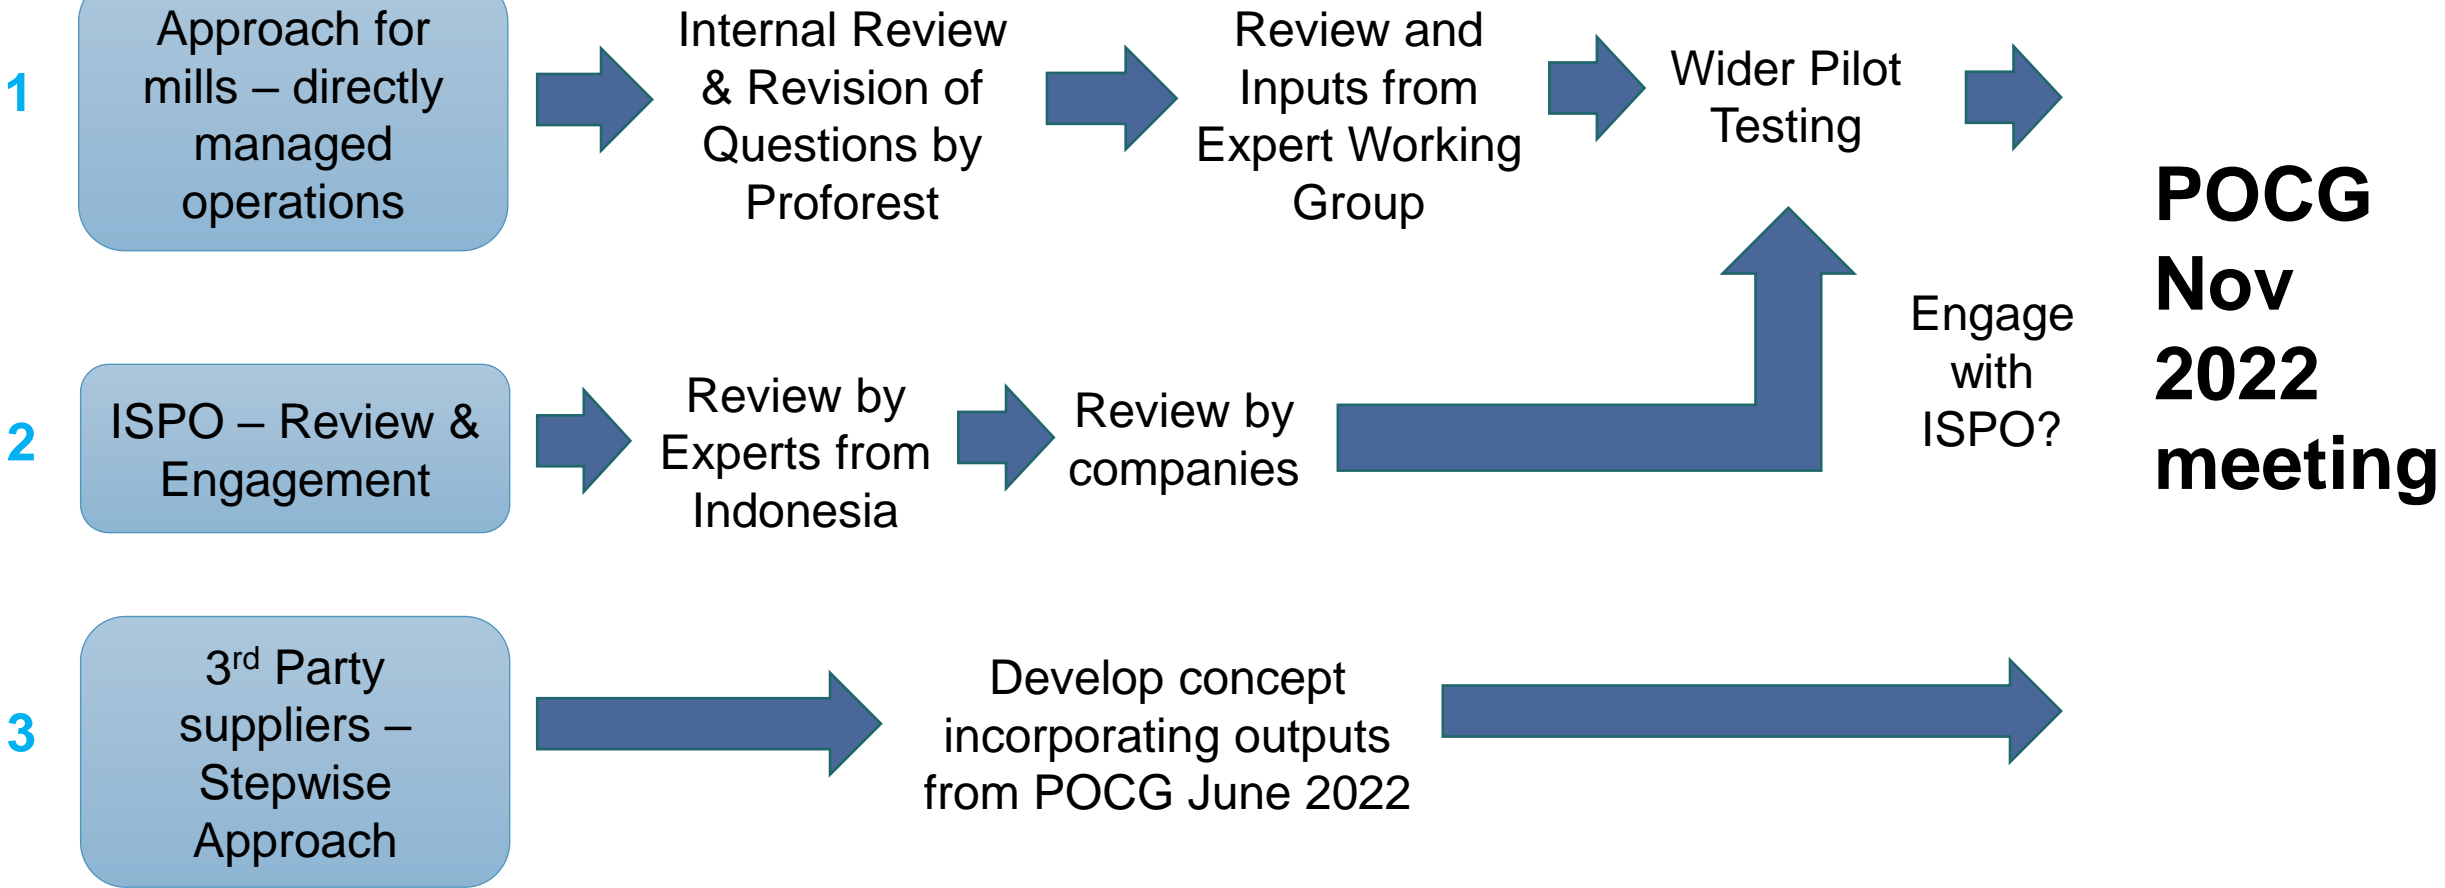 1
Approach for
mills – directly
managed
operations
Internal Review
& Revision of
Questions by
Proforest
Review and
Inputs from
Expert Working
Group
Wider Pilot
Testing
2
ISPO – Review &
Engagement
Review by
Experts from
Indonesia
Review by
companies
Engage
with
ISPO?
3
3rd Party
suppliers –
Stepwise
Approach
Develop concept
incorporating outputs
from POCG June 2022
POCG
Nov
2022
meeting